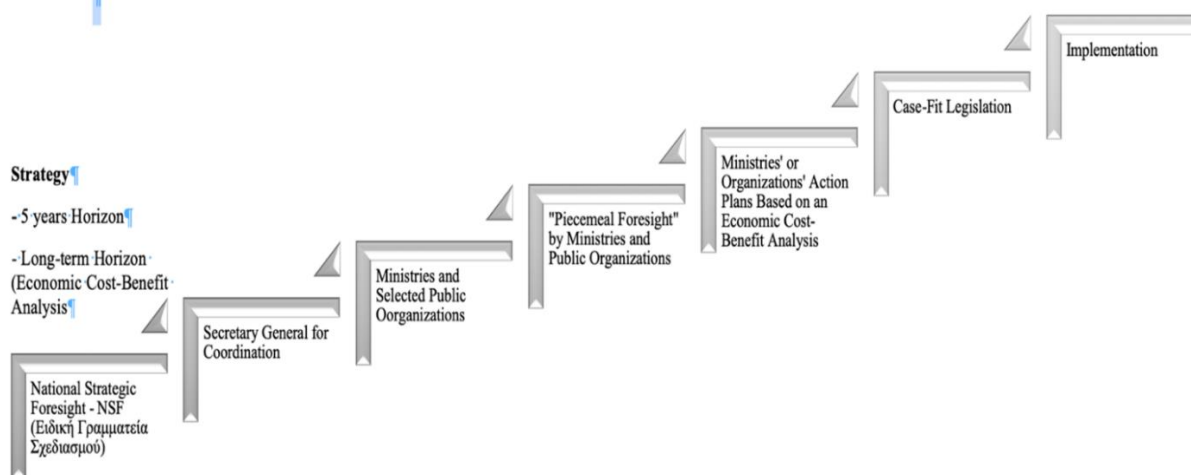 Strategy¶
- 5 years Horizon¶
- Long-term Horizon
(Economic Cost-Benefit
Analysis¶
National Strategic
Foresight - NSF
(Ειδική Γραμματεία
Σχεδιασμού)
Secretary General for
Coordination
Ministries and
Selected Public
Oorganizations
"Piecemeal Foresight"
by Ministries and
Public Organizations
Ministries' or
Organizations' Action
Plans Based on an
Economic Cost-
Benefit Analysis
Case-Fit Legislation
Implementation